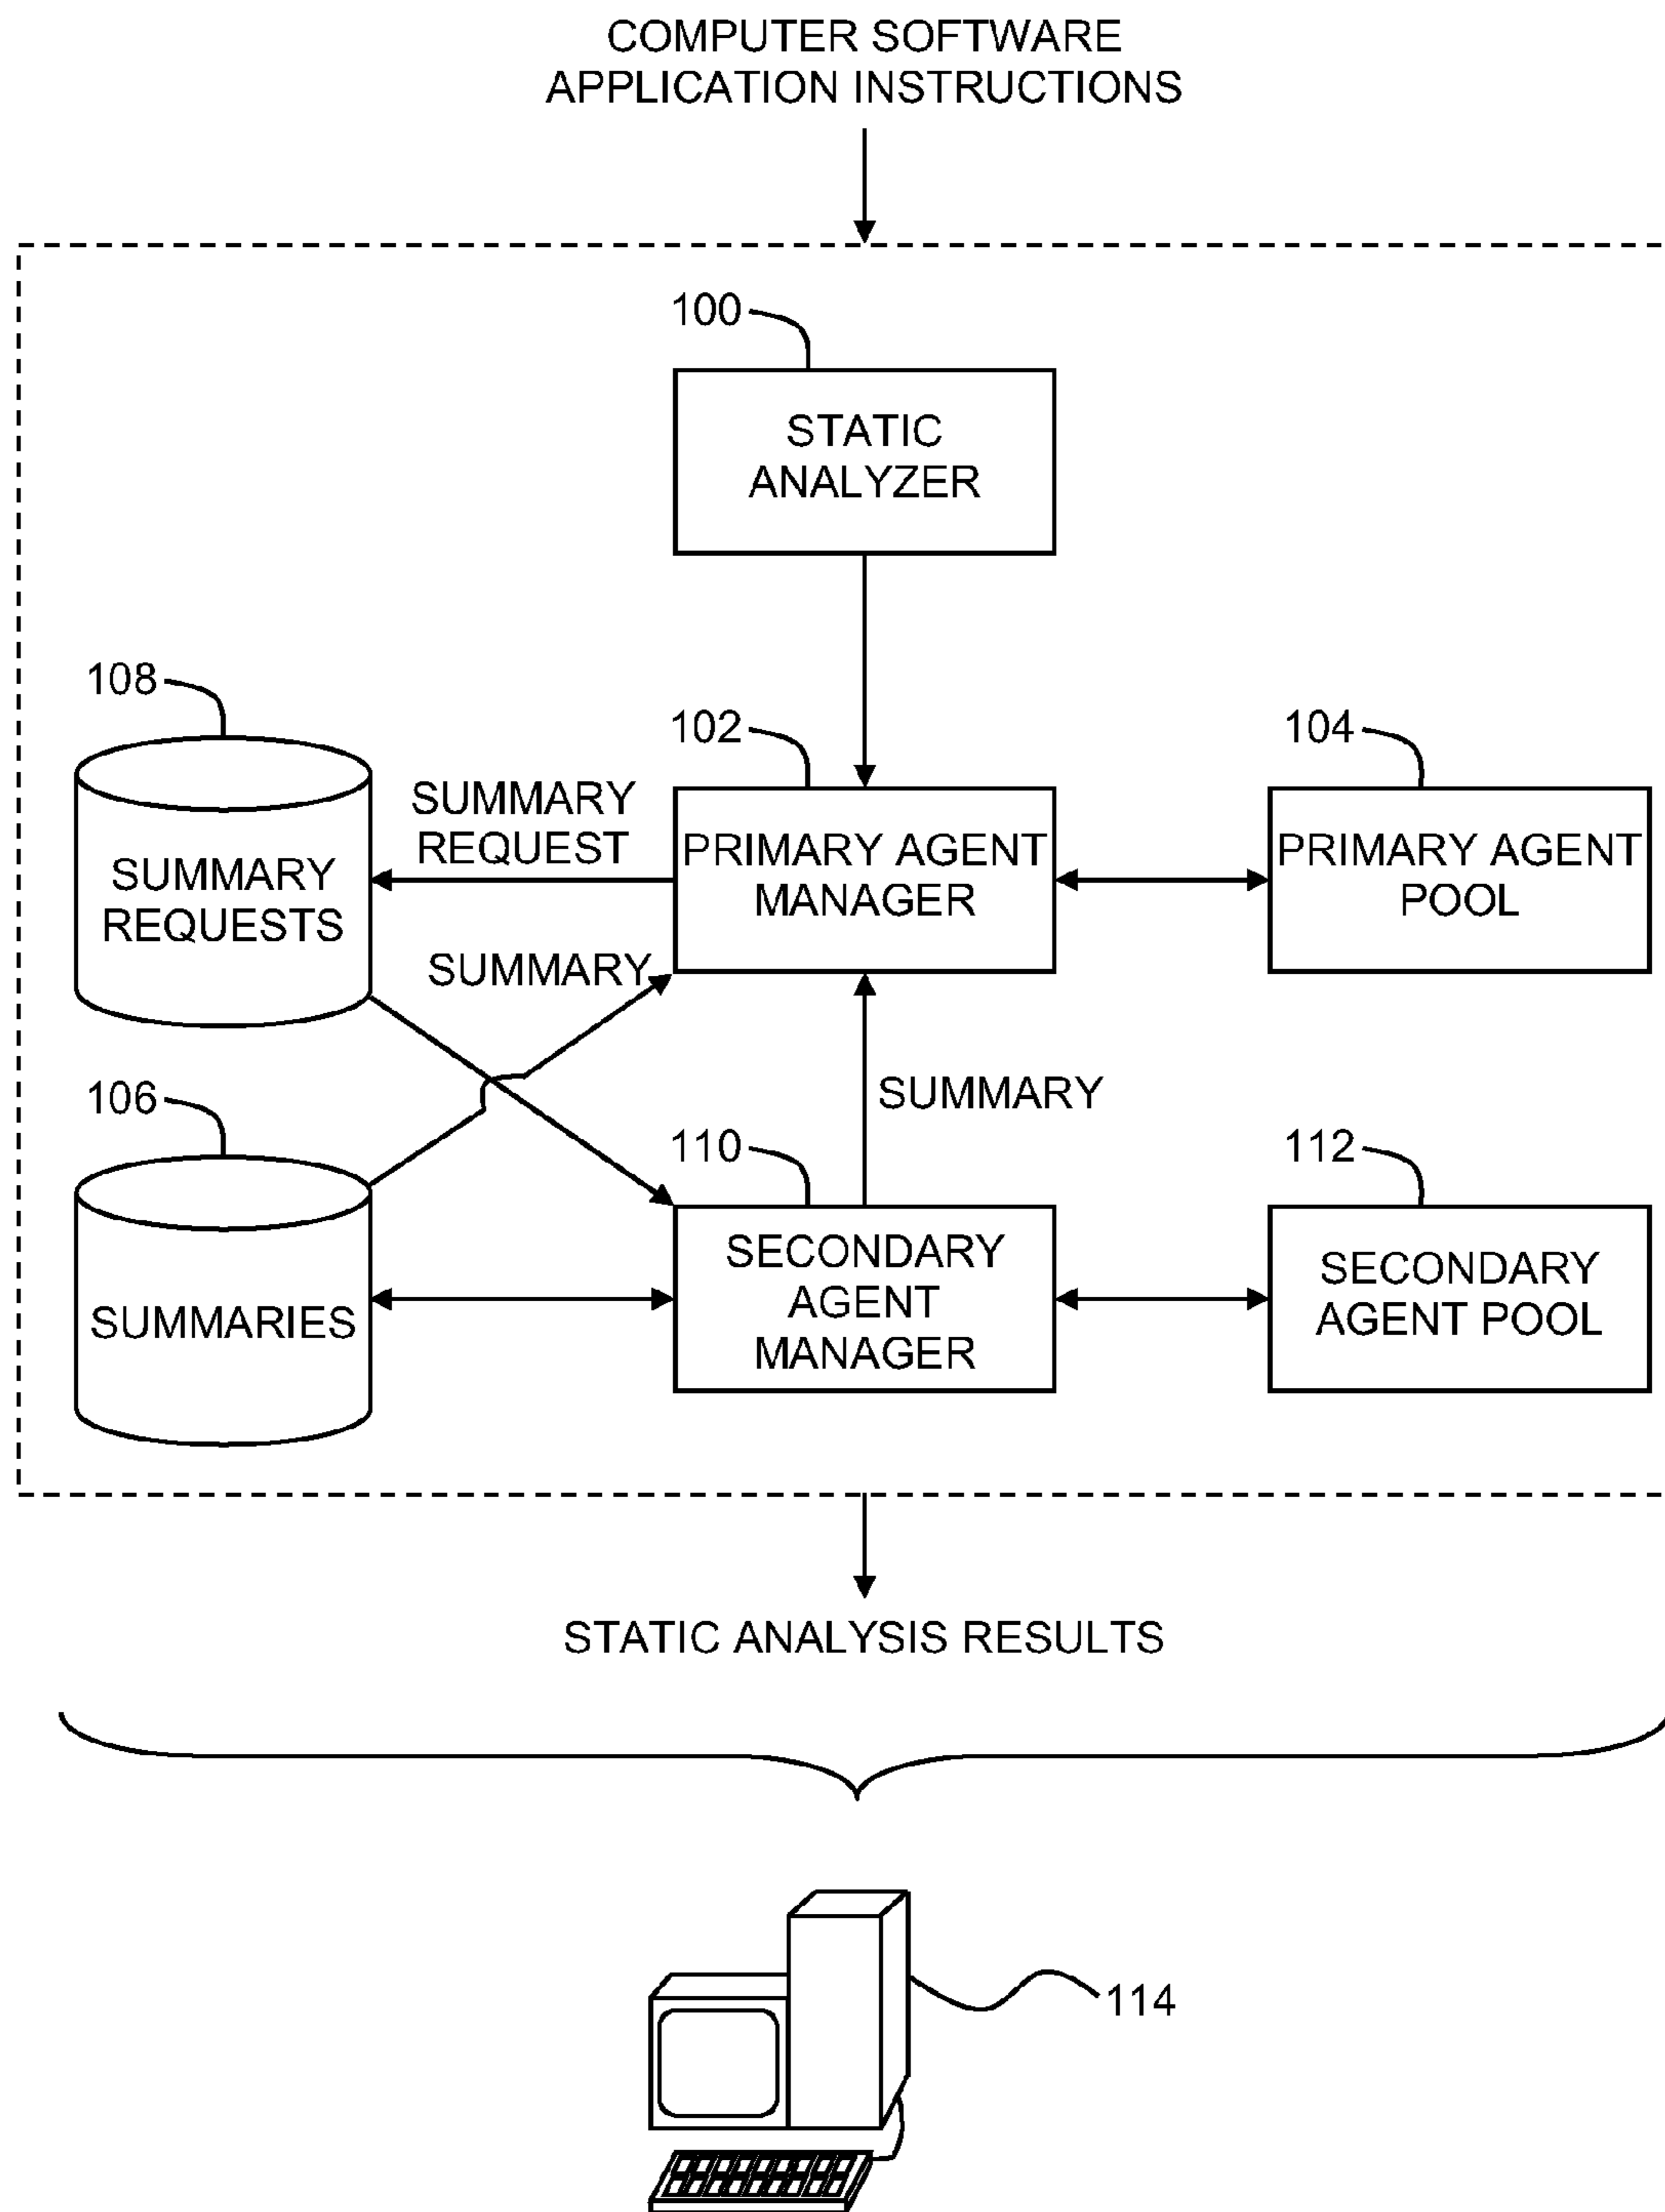 COMPUTER SOFTWARE
APPLICATION INSTRUCTIONS
100
STATIC
ANALYZER
108
102
104
SUMMARY
REQUEST
SUMMARY
REQUESTS
PRIMARY AGENT
MANAGER
PRIMARY AGENT
POOL
SUMMARY
106
SUMMARY
110
112
SUMMARIES
SECONDARY
AGENT
MANAGER
SECONDARY
AGENT POOL
STATIC ANALYSIS RESULTS
114